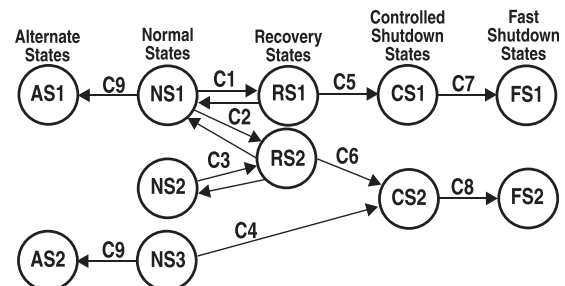 Alternate States
Normal States
Recovery States
Controlled Shutdown States
Fast Shutdown States
AS1
C9
NS1
C1
RS1
C5
CS1
C7
FS1
C2
RS2
C3
NS2
C6
CS2
C8
FS2
C4
AS2
C9
NS3